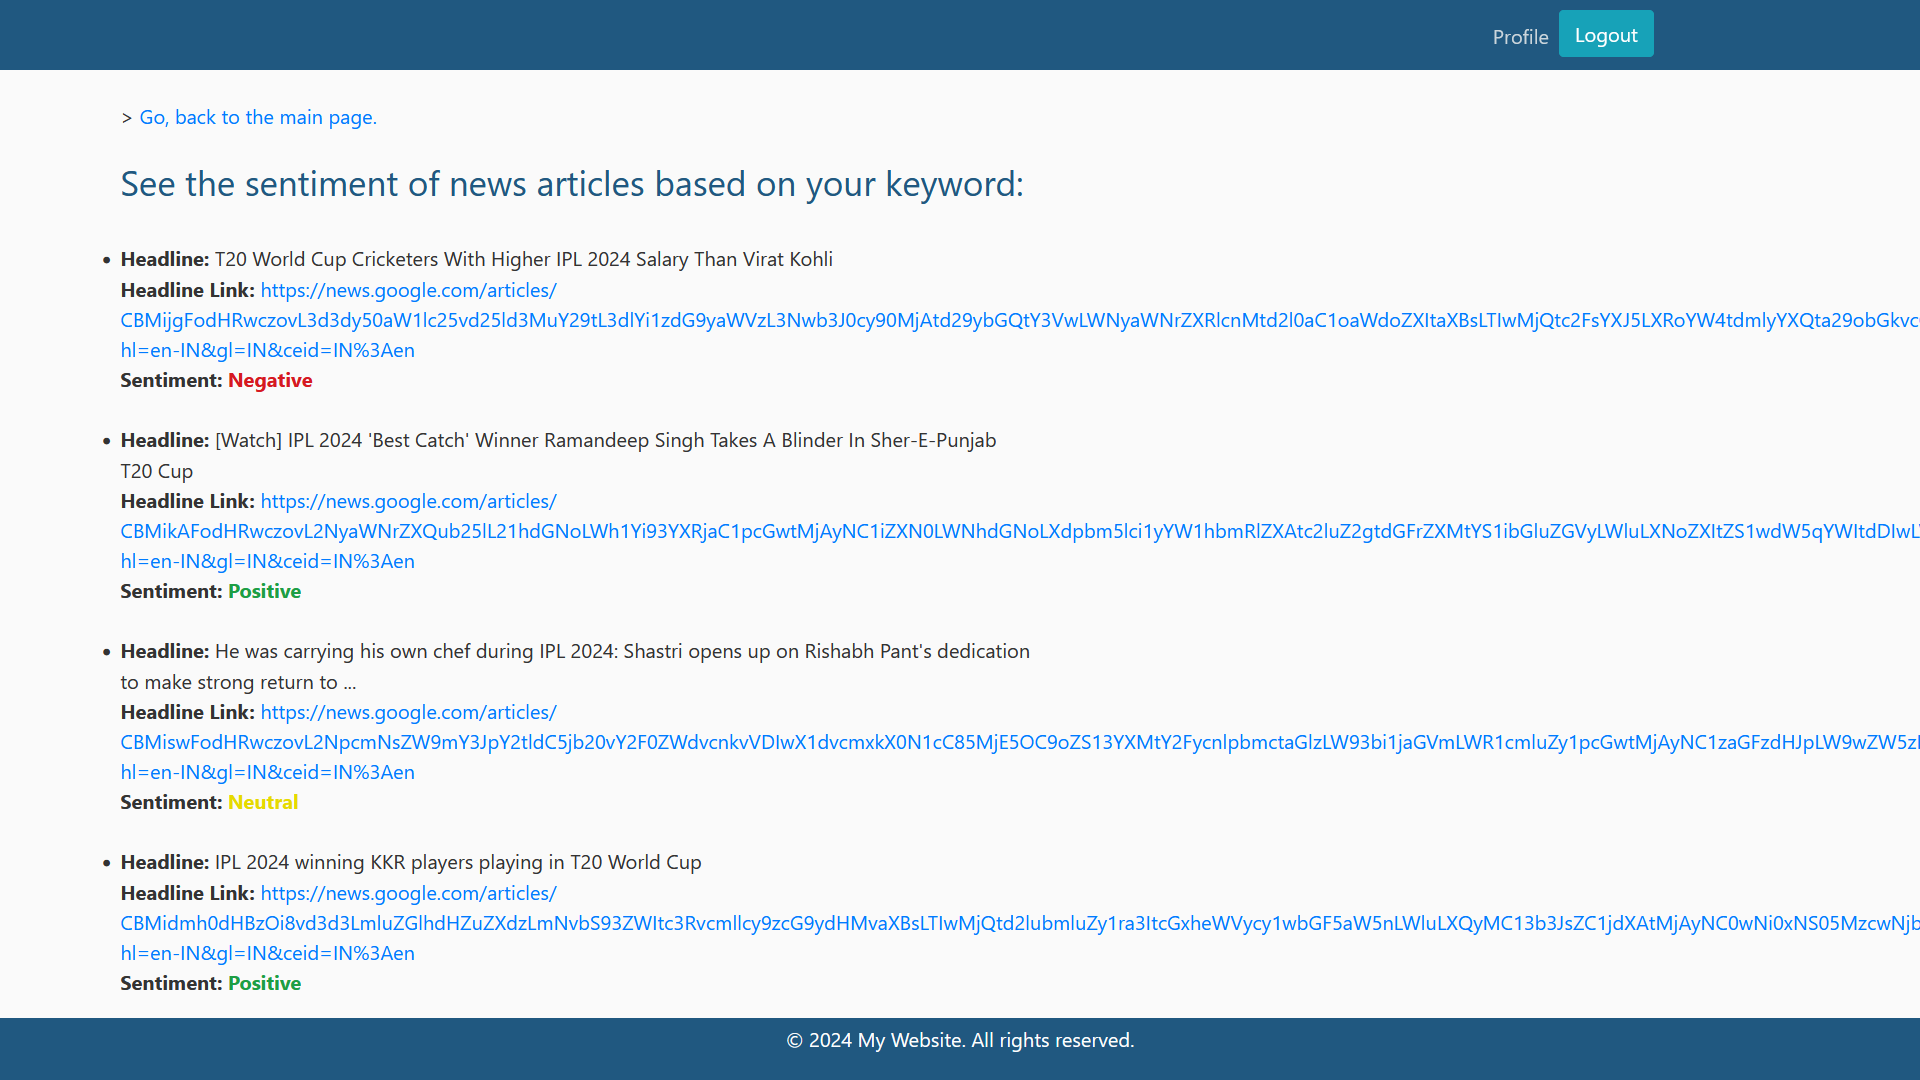 Profile Logout
> Go, back to the main page.
See the sentiment of news articles based on your keyword:
• Headline: T20 World Cup Cricketers With Higher IPL 2024 Salary Than Virat Kohli
Headline Link: https://news.google.com/articles/
CBMijgFodHRwczovL3d3dy50aW1lc25vd25ld3MuY29tL3dlYi1zdG9yaWVzL3Nwb3J0cy90MjAtd29ybGQtY3VwLWNyaWNrZXRlcnMtd2l0aC1oaWdoZXItaXBsLTIwMjQtc2FsYXJ5LXRoYW4tdmlyYXQta29obGkvc
hl=en-IN&gl=IN&ceid=IN%3Aen
Sentiment: Negative
• Headline: [Watch] IPL 2024 'Best Catch' Winner Ramandeep Singh Takes A Blinder In Sher-E-Punjab
T20 Cup
Headline Link: https://news.google.com/articles/
CBMikAFodHRwczovL2NyaWNrZXQub25lL21hdGNoLWh1Yi93YXRjaC1pcGwtMjAyNC1iZXN0LWNhdGNoLXdpbm5lci1yYW1hbmRlZXAtc2luZ2gtdGFrZXMtYS1ibGluZGVyLWluLXNoZXItZS1wdW5qYWItdDIwL
hl=en-IN&gl=IN&ceid=IN%3Aen
Sentiment: Positive
• Headline: He was carrying his own chef during IPL 2024: Shastri opens up on Rishabh Pant's dedication
to make strong return to ...
Headline Link: https://news.google.com/articles/
CBMiswFodHRwczovL2NpcmNsZW9mY3JpY2tldC5jb20vY2F0ZWdvcnkvVDIwX1dvcmxkX0N1cC85MjE5OC9oZS13YXMtY2FycnlpbmctaGlzLW93bi1jaGVmLWR1cmluZy1pcGwtMjAyNC1zaGFzdHJpLW9wZW5z
hl=en-IN&gl=IN&ceid=IN%3Aen
Sentiment: Neutral
• Headline: IPL 2024 winning KKR players playing in T20 World Cup
Headline Link: https://news.google.com/articles/
CBMidmh0dHBzOi8vd3d3LmluZGlhdHZuZXdzLmNvbS93ZWItc3Rvcmllcy9zcG9ydHMvaXBsLTIwMjQtd2lubmluZy1ra3ItcGxheWVycy1wbGF5aW5nLWluLXQyMC13b3JsZC1jdXAtMjAyNC0wNi0xNS05MzcwNjb
hl=en-IN&gl=IN&ceid=IN%3Aen
Sentiment: Positive
© 2024 My Website. All rights reserved.